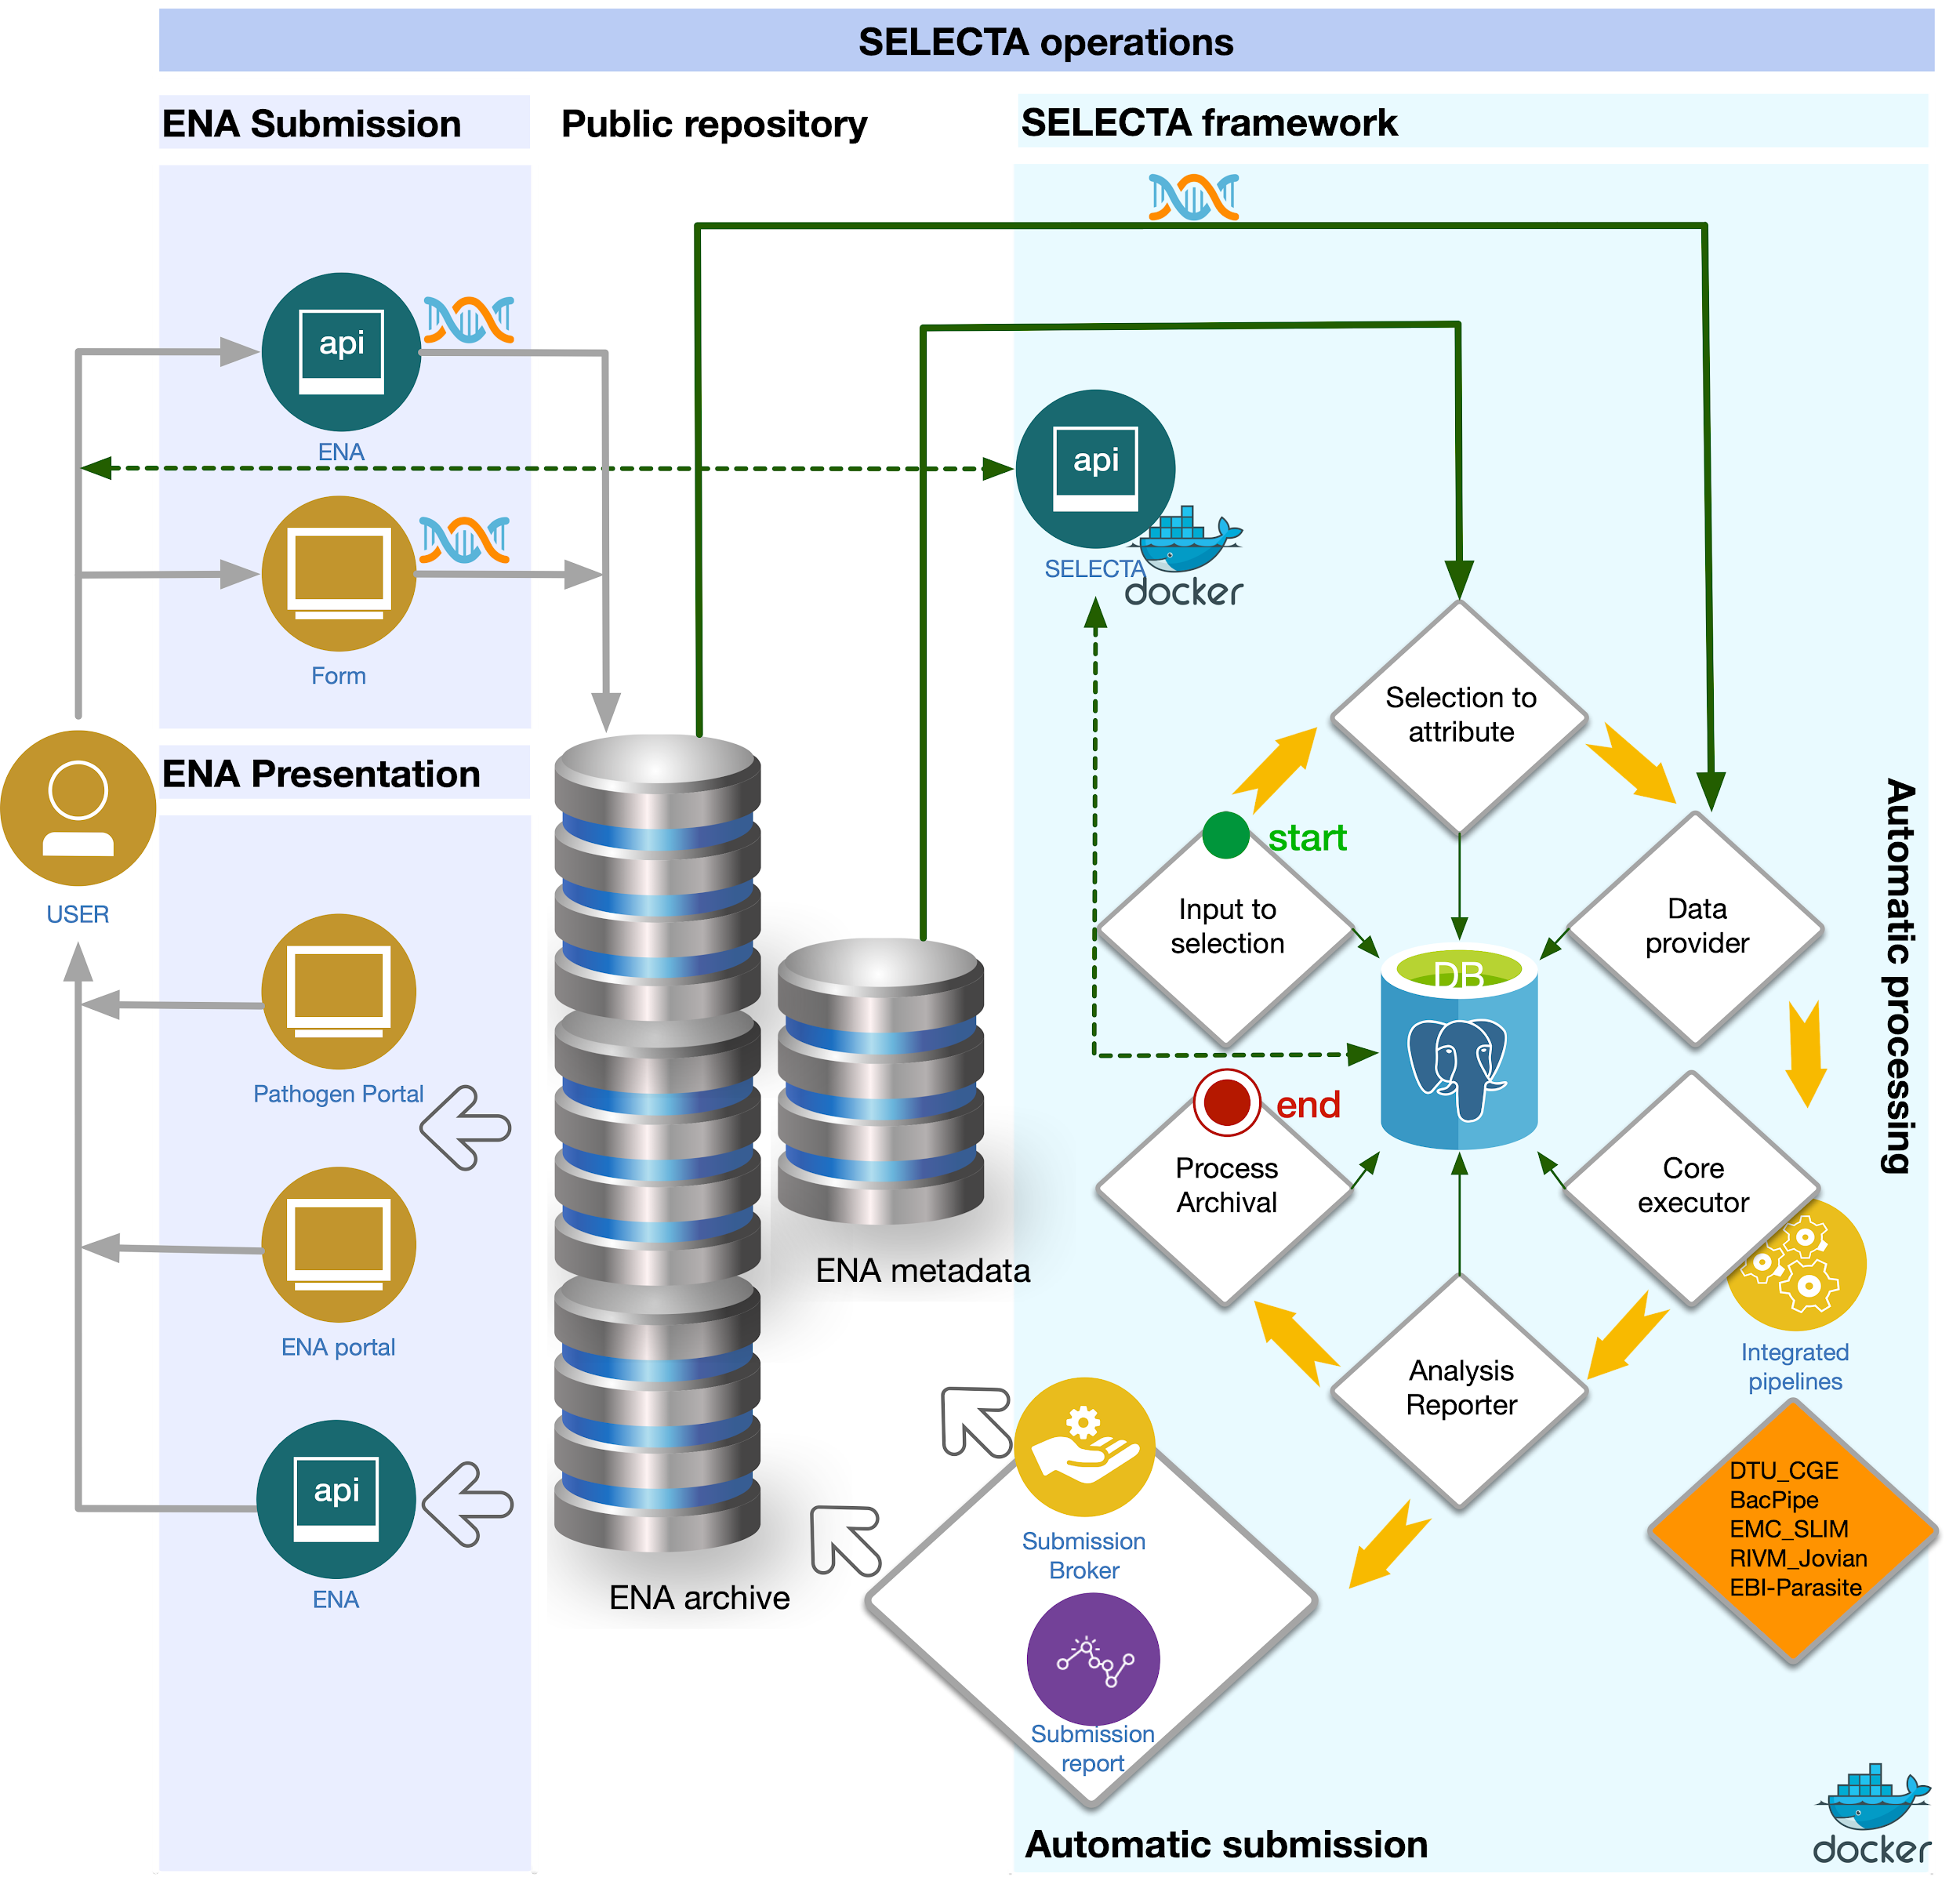 SELECTA operations
ENA Submission
Public repository
SELECTA framework
api
ENA
api
SELECTA
docker
Form
Selection to
attribute
ENA Presentation
USER
start
Input to
selection
Data
provider
Automatic processing
DB
Pathogen Portal
end
Process
Archival
Core
executor
ENA metadata
ENA portal
Integrated
pipelines
Analysis
Reporter
DTU_CGE
BacPipe
EMC_SLIM
RIVM_Jovian
EBI-Parasite
api
ENA
ENA archive
Submission
Broker
Submission
report
Automatic submission
docker